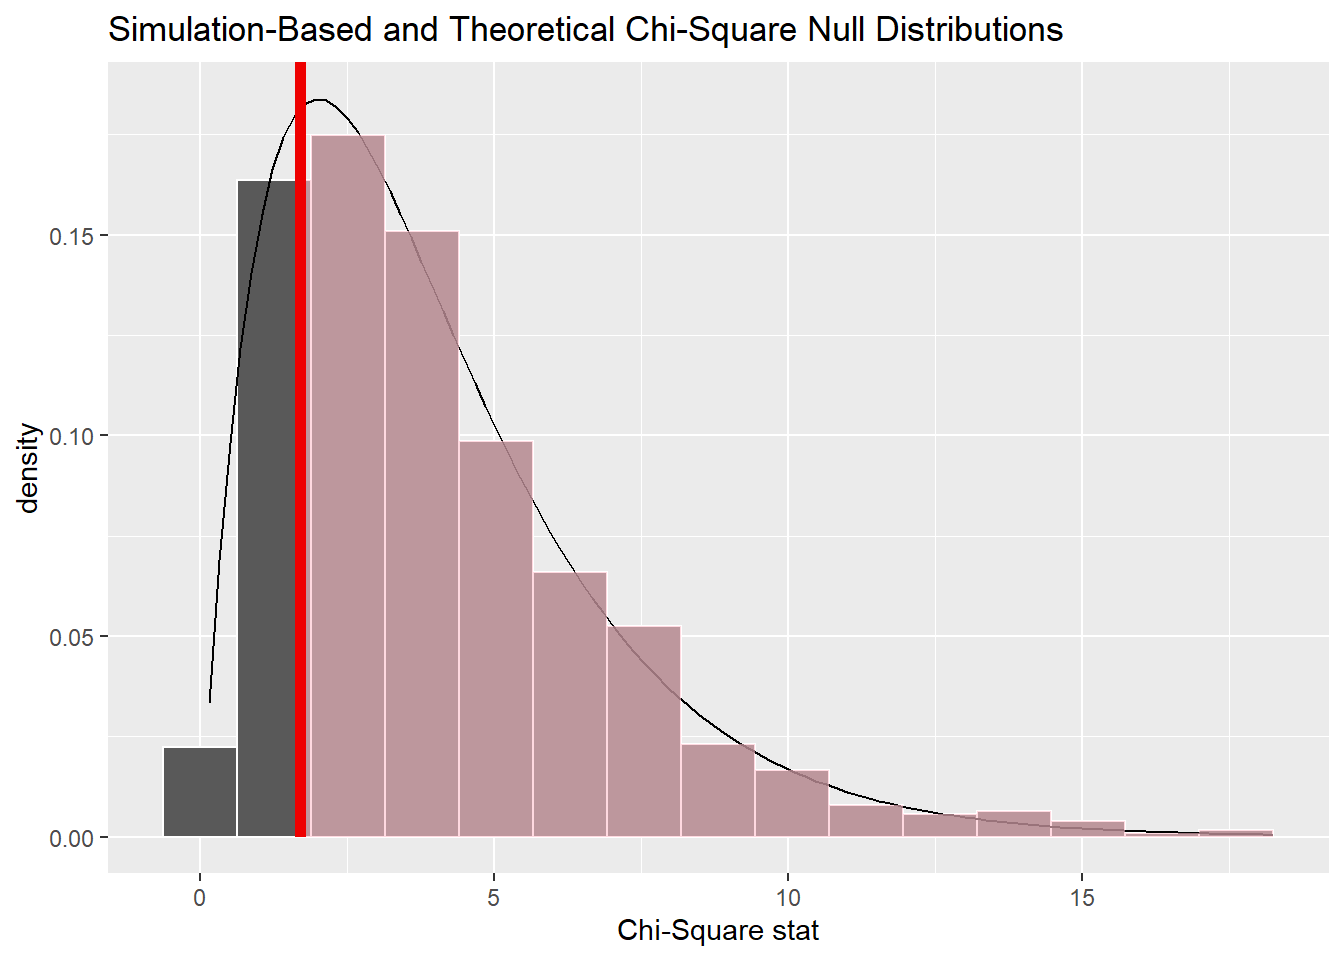 Simulation-Based and Theoretical Chi-Square Null Distributions
density
0.15
0.10
0.05
0.00
0 5 10 15
Chi-Square stat